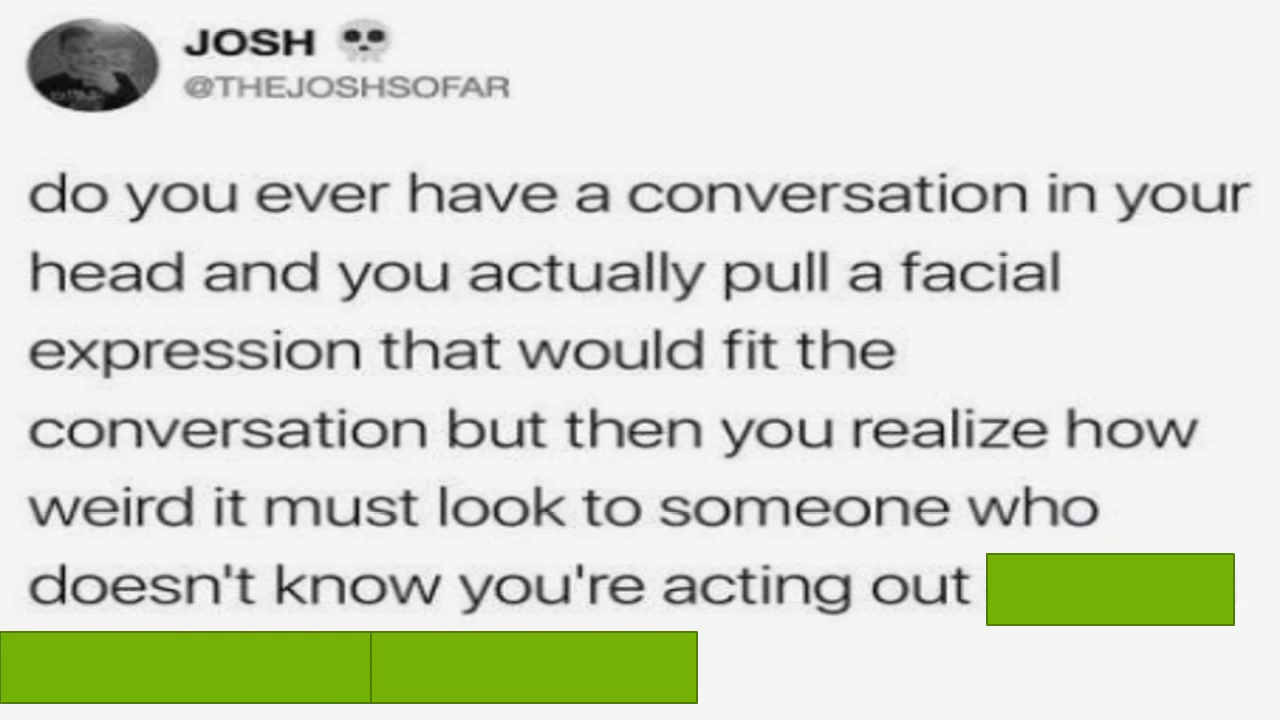 JOSH 💀
@THEJOSHSOFAR
do you ever have a conversation in your
head and you actually pull a facial
expression that would fit the
conversation but then you realize how
weird it must look to someone who
doesn't know you're acting out